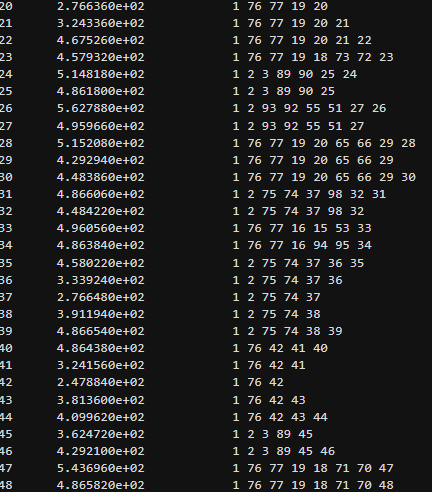 20 2.766360e+02 1 76 77 19 20
21 3.243360e+02 1 76 77 19 20 21
22 4.675260e+02 1 76 77 19 20 21 22
23 4.579320e+02 1 76 77 19 18 73 72 23
24 5.148180e+02 1 2 3 89 90 25 24
25 4.861800e+02 1 2 3 89 90 25
26 5.627880e+02 1 2 93 92 55 51 27 26
27 4.959660e+02 1 2 93 92 55 51 27
28 5.152080e+02 1 76 77 19 20 65 66 29 28
29 4.292940e+02 1 76 77 19 20 65 66 29
30 4.483860e+02 1 76 77 19 20 65 66 29 30
31 4.866060e+02 1 2 75 74 37 98 32 31
32 4.484220e+02 1 2 75 74 37 98 32
33 4.960560e+02 1 76 77 16 15 53 33
34 4.863840e+02 1 76 77 16 94 95 34
35 4.580220e+02 1 2 75 74 37 36 35
36 3.339240e+02 1 2 75 74 37 36
37 2.766480e+02 1 2 75 74 37
38 3.911940e+02 1 2 75 74 38
39 4.866540e+02 1 2 75 74 38 39
40 4.864380e+02 1 76 42 41 40
41 3.241560e+02 1 76 42 41
42 2.478840e+02 1 76 42
43 3.813600e+02 1 76 42 43
44 4.099620e+02 1 76 42 43 44
45 3.624720e+02 1 2 3 89 45
46 4.292100e+02 1 2 3 89 45 46
47 5.436960e+02 1 76 77 19 18 71 70 47
48 4.865820e+02 1 76 77 19 18 71 70 48